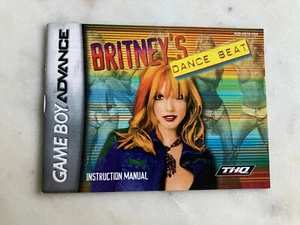 GAME BOY ADVANCE
BRITNEY'S
DANCE BEAT
INSTRUCTION MANUAL
THQ